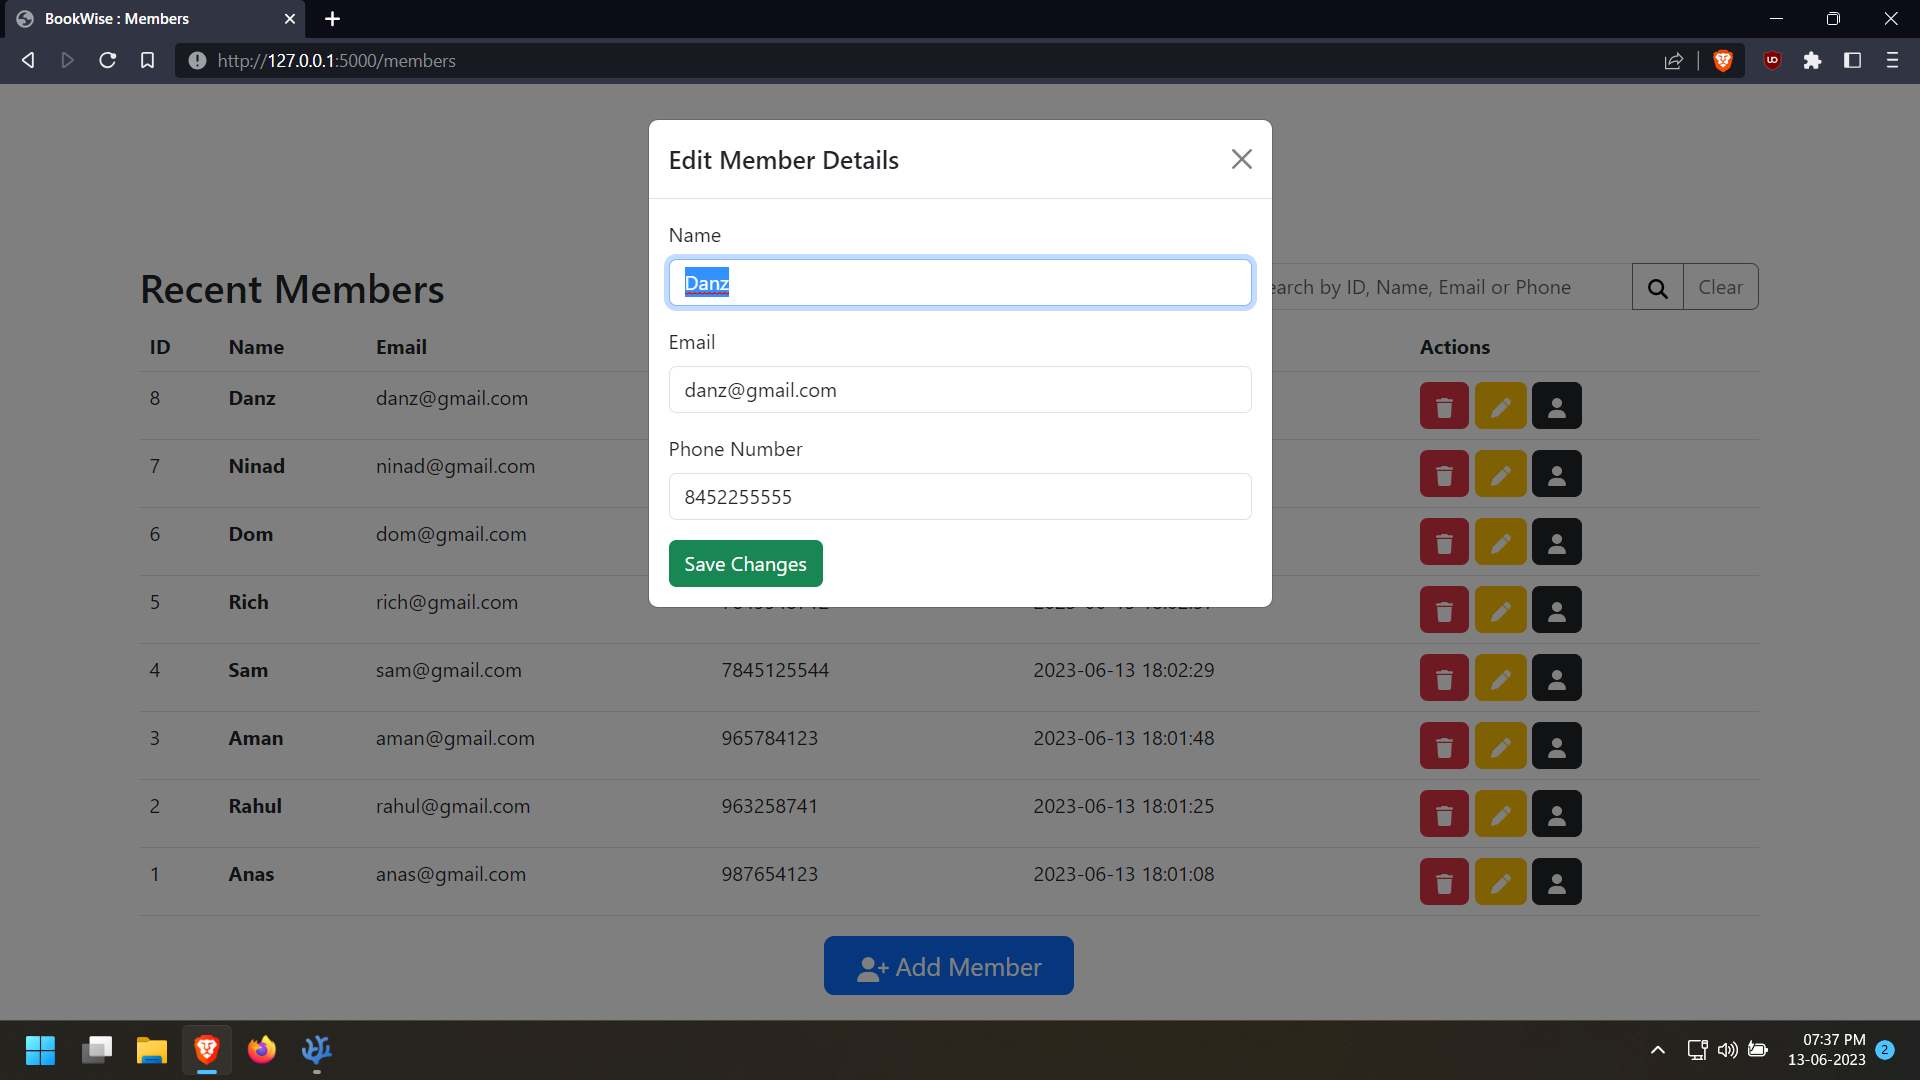 BookWise : Members
http://127.0.0.1:5000/members
Edit Member Details
Name
Danz
Email
danz@gmail.com
Phone Number
8452255555
Save Changes
Recent Members
earch by ID, Name, Email or Phone
Clear
ID Name Email Actions
8 Danz danz@gmail.com
7 Ninad ninad@gmail.com
6 Dom dom@gmail.com
5 Rich rich@gmail.com
4 Sam sam@gmail.com 7845125544 2023-06-13 18:02:29
3 Aman aman@gmail.com 965784123 2023-06-13 18:01:48
2 Rahul rahul@gmail.com 963258741 2023-06-13 18:01:25
1 Anas anas@gmail.com 987654123 2023-06-13 18:01:08
Add Member
07:37 PM
13-06-2023
2